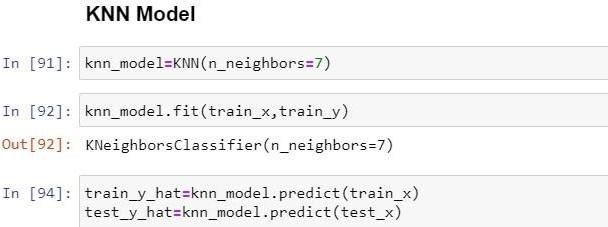 KNN Model
In [91]: knn_model=KNN(n_neighbors=7)
In [92]: knn_model.fit(train_x,train_y)
Out[92]: KNeighborsClassifier(n_neighbors=7)
In [94]: train_y_hat=knn_model.predict(train_x)
test_y_hat=knn_model.predict(test_x)